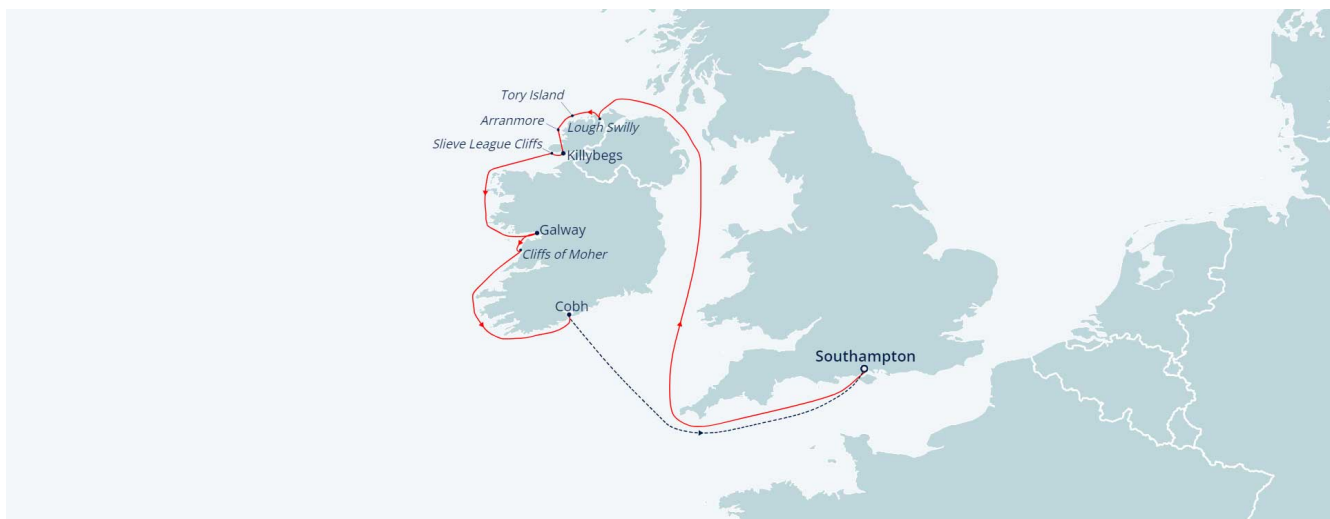 Tory Island
Arranmore
Lough Swilly
Slieve League Cliffs
Killybegs
Galway
Cliffs of Moher
Cobh
Southampton